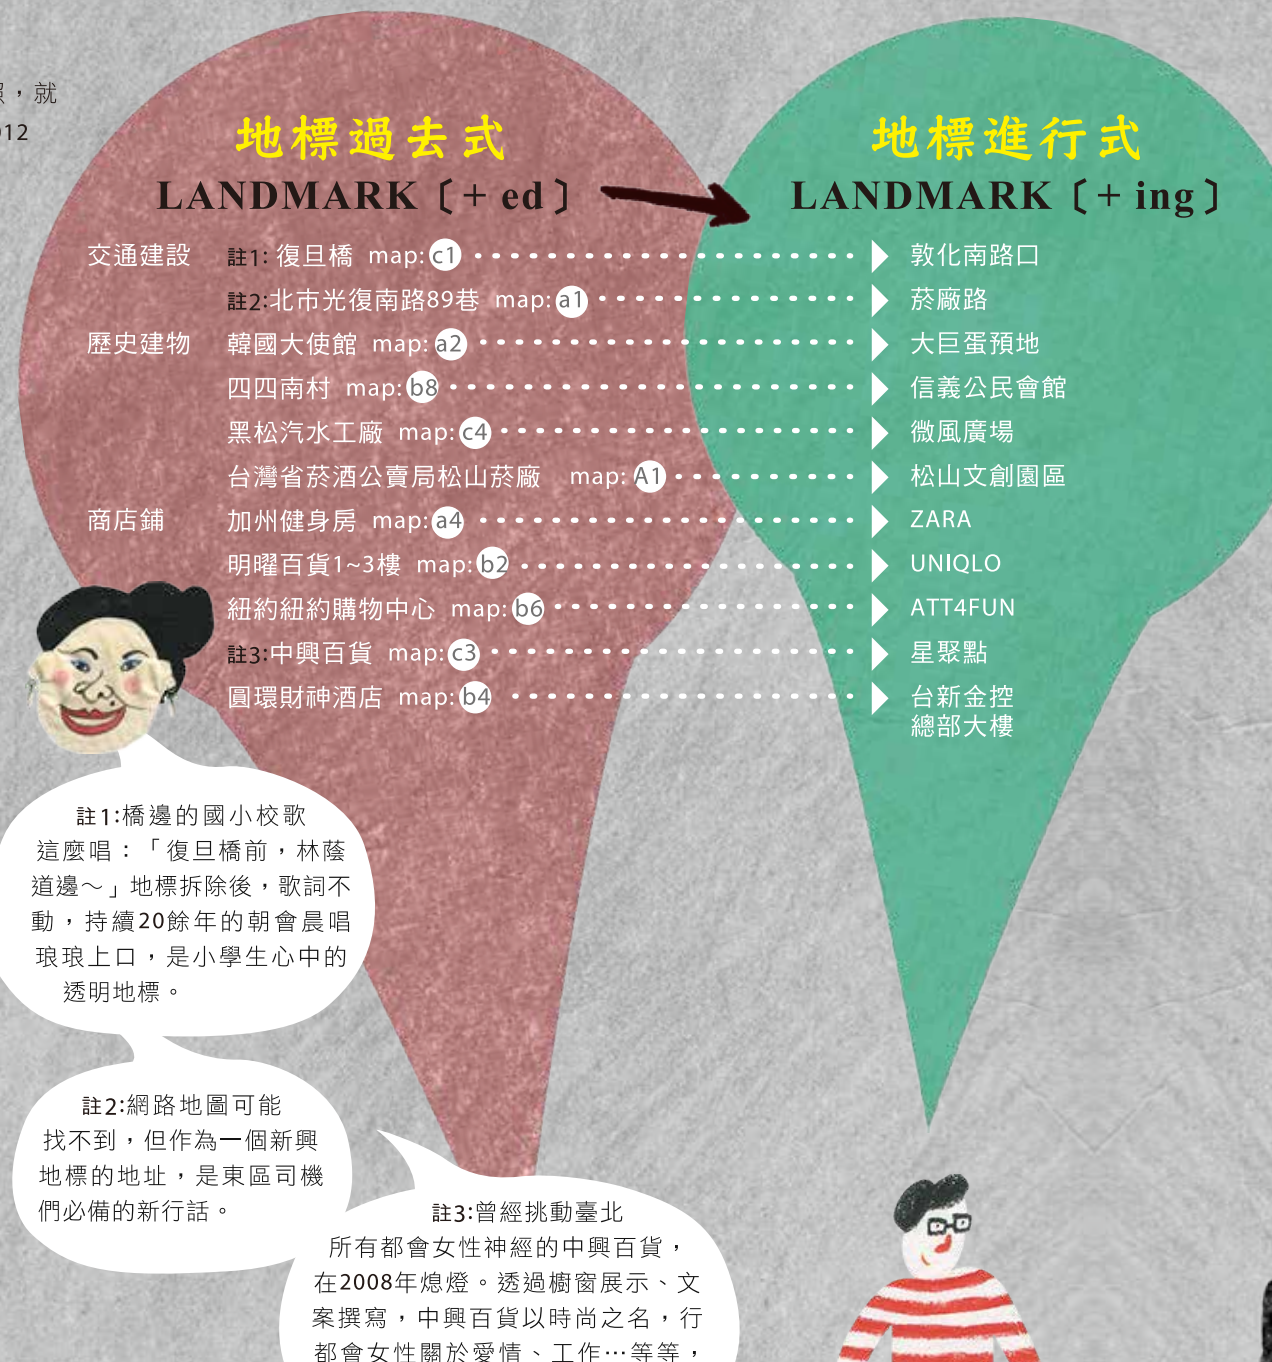 照，就
012
地標過去式
LANDMARK〔+ ed〕
地標進行式
LANDMARK〔+ ing〕
交通建設 註1: 復旦橋 map: c1 敦化南路口
註2:北市光復南路89巷 map: a1 菸廠路
歷史建物 韓國大使館 map: a2 大巨蛋預地
四四南村 map: b8 信義公民會館
黑松汽水工廠 map: c4 微風廣場
台灣省菸酒公賣局松山菸廠 map: A1 松山文創園區
商店鋪 加州健身房 map: a4 ZARA
明曜百貨1~3樓 map: b2 UNIQLO
紐約紐約購物中心 map: b6 ATT4FUN
註3:中興百貨 map: c3 星聚點
圓環財神酒店 map: b4 台新金控
總部大樓
註1:橋邊的國小校歌
這麼唱：「復旦橋前，林蔭
道邊～」地標拆除後，歌詞不
動，持續20餘年的朝會晨唱
琅琅上口，是小學生心中的
透明地標。
註2:網路地圖可能
找不到，但作為一個新興
地標的地址，是東區司機
們必備的新行話。
註3:曾經挑動臺北
所有都會女性神經的中興百貨，
在2008年熄燈。透過櫥窗展示、文
案撰寫，中興百貨以時尚之名，行
都會女性關於愛情、工作…等等，